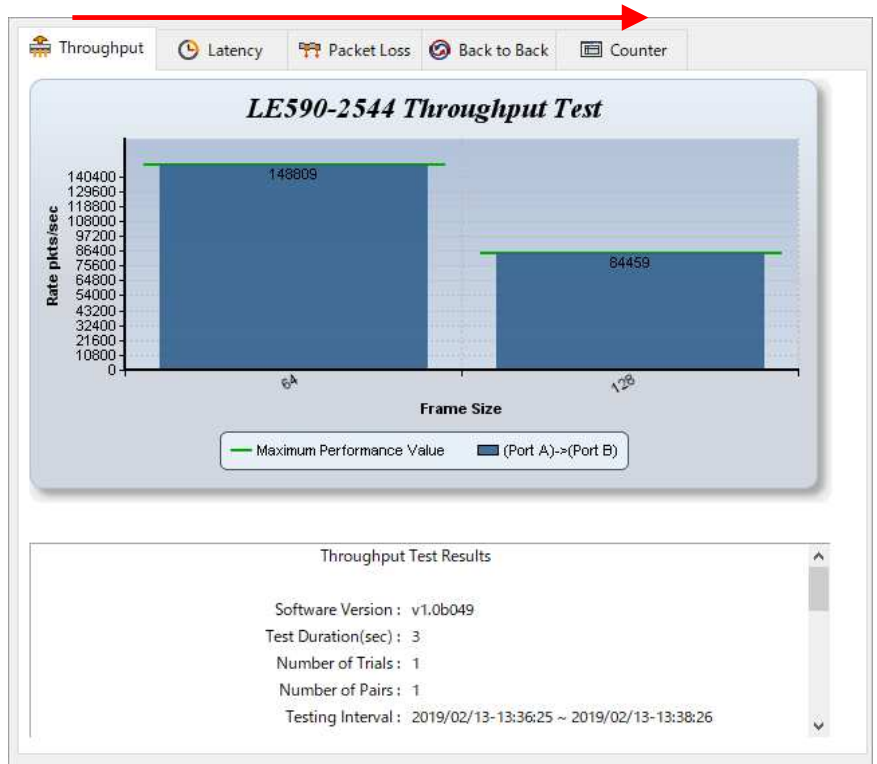 Throughput Latency Packet Loss Back to Back Counter
LE590-2544 Throughput Test
Rate pkts/sec
140400
129600
118800
108000
97200
86400
75600
64800
54000
43200
32400
21600
10800
0
148809
84459
64 128
Frame Size
Maximum Performance Value (Port A)->(Port B)
Throughput Test Results
Software Version : v1.0b049
Test Duration(sec) : 3
Number of Trials : 1
Number of Pairs : 1
Testing Interval : 2019/02/13-13:36:25 ~ 2019/02/13-13:38:26